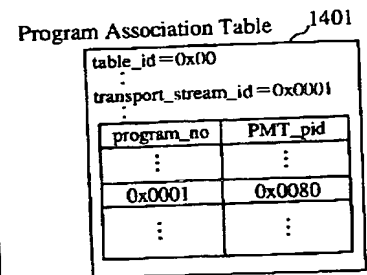 Program Association Table 1401
table_id=0x00
⋮
transport_stream_id=0x0001
⋮
program_no PMT_pid
⋮ ⋮
0x0001 0x0080
⋮ ⋮